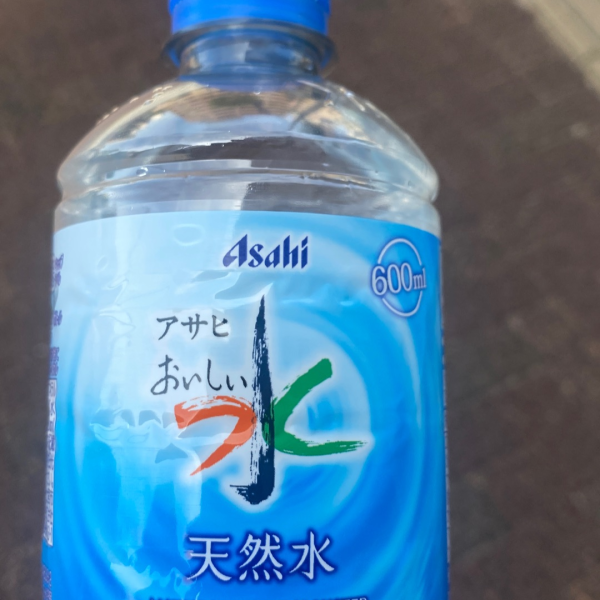 Asahi
600ml
アサヒ
おいしい
水
天然水